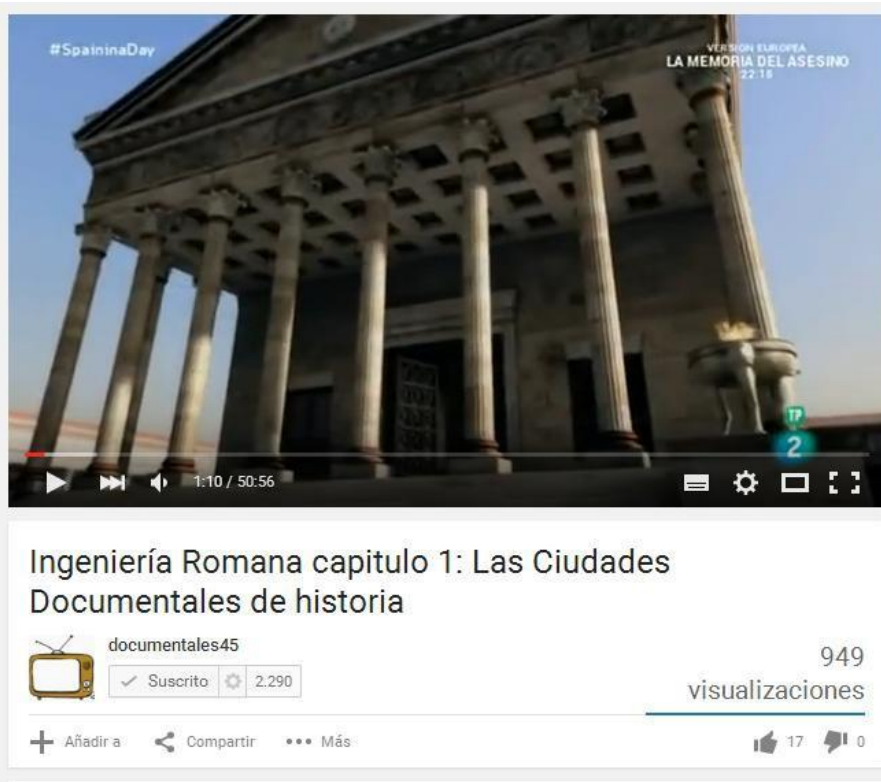 #SpaininaDay
VERSIÓN EUROPEA
LA MEMORIA DEL ASESINO
22:15
TP
2
1:10 / 50:56
Ingeniería Romana capitulo 1: Las Ciudades
Documentales de historia
documentales45
Suscrito 2.290
949
visualizaciones
Añadir a Compartir Más
17 0